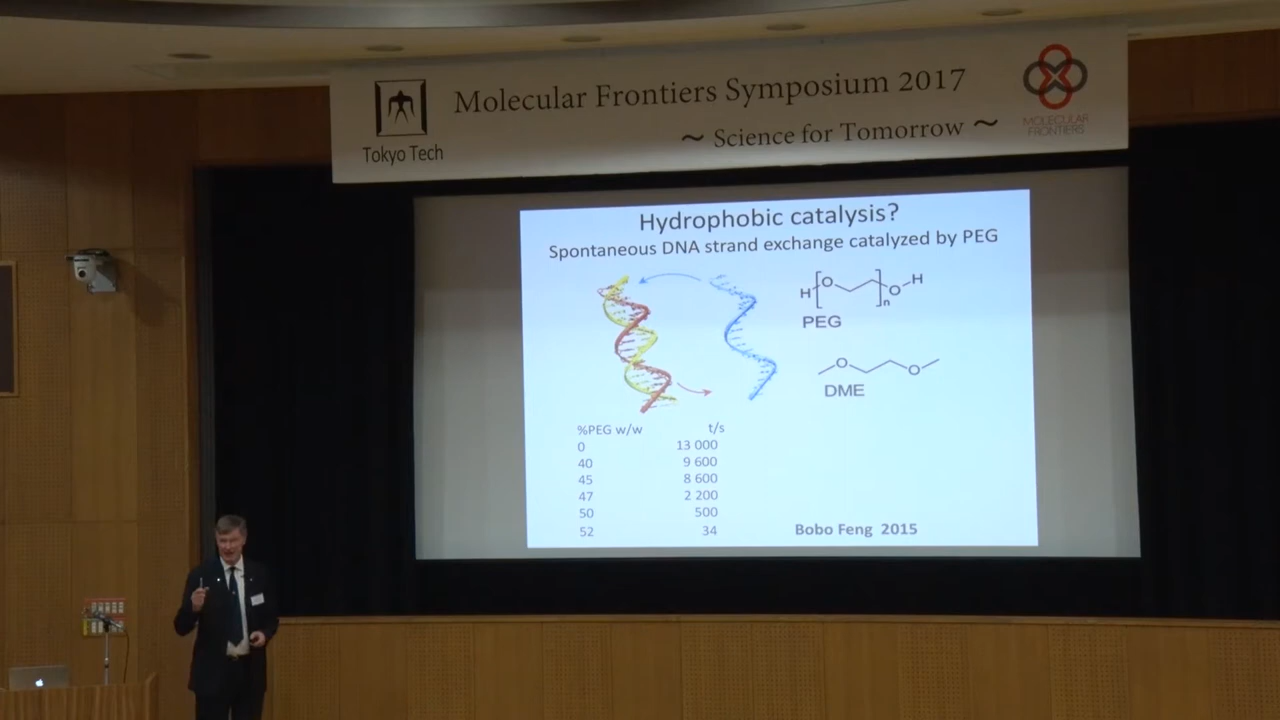 Molecular Frontiers Symposium 2017
~ Science for Tomorrow ~
Tokyo Tech
MOLECULAR
FRONTIERS
Hydrophobic catalysis?
Spontaneous DNA strand exchange catalyzed by PEG
H O n O H
PEG
O O
DME
%PEG w/w t/s
0 13 000
40 9 600
45 8 600
47 2 200
50 500
52 34
Bobo Feng 2015